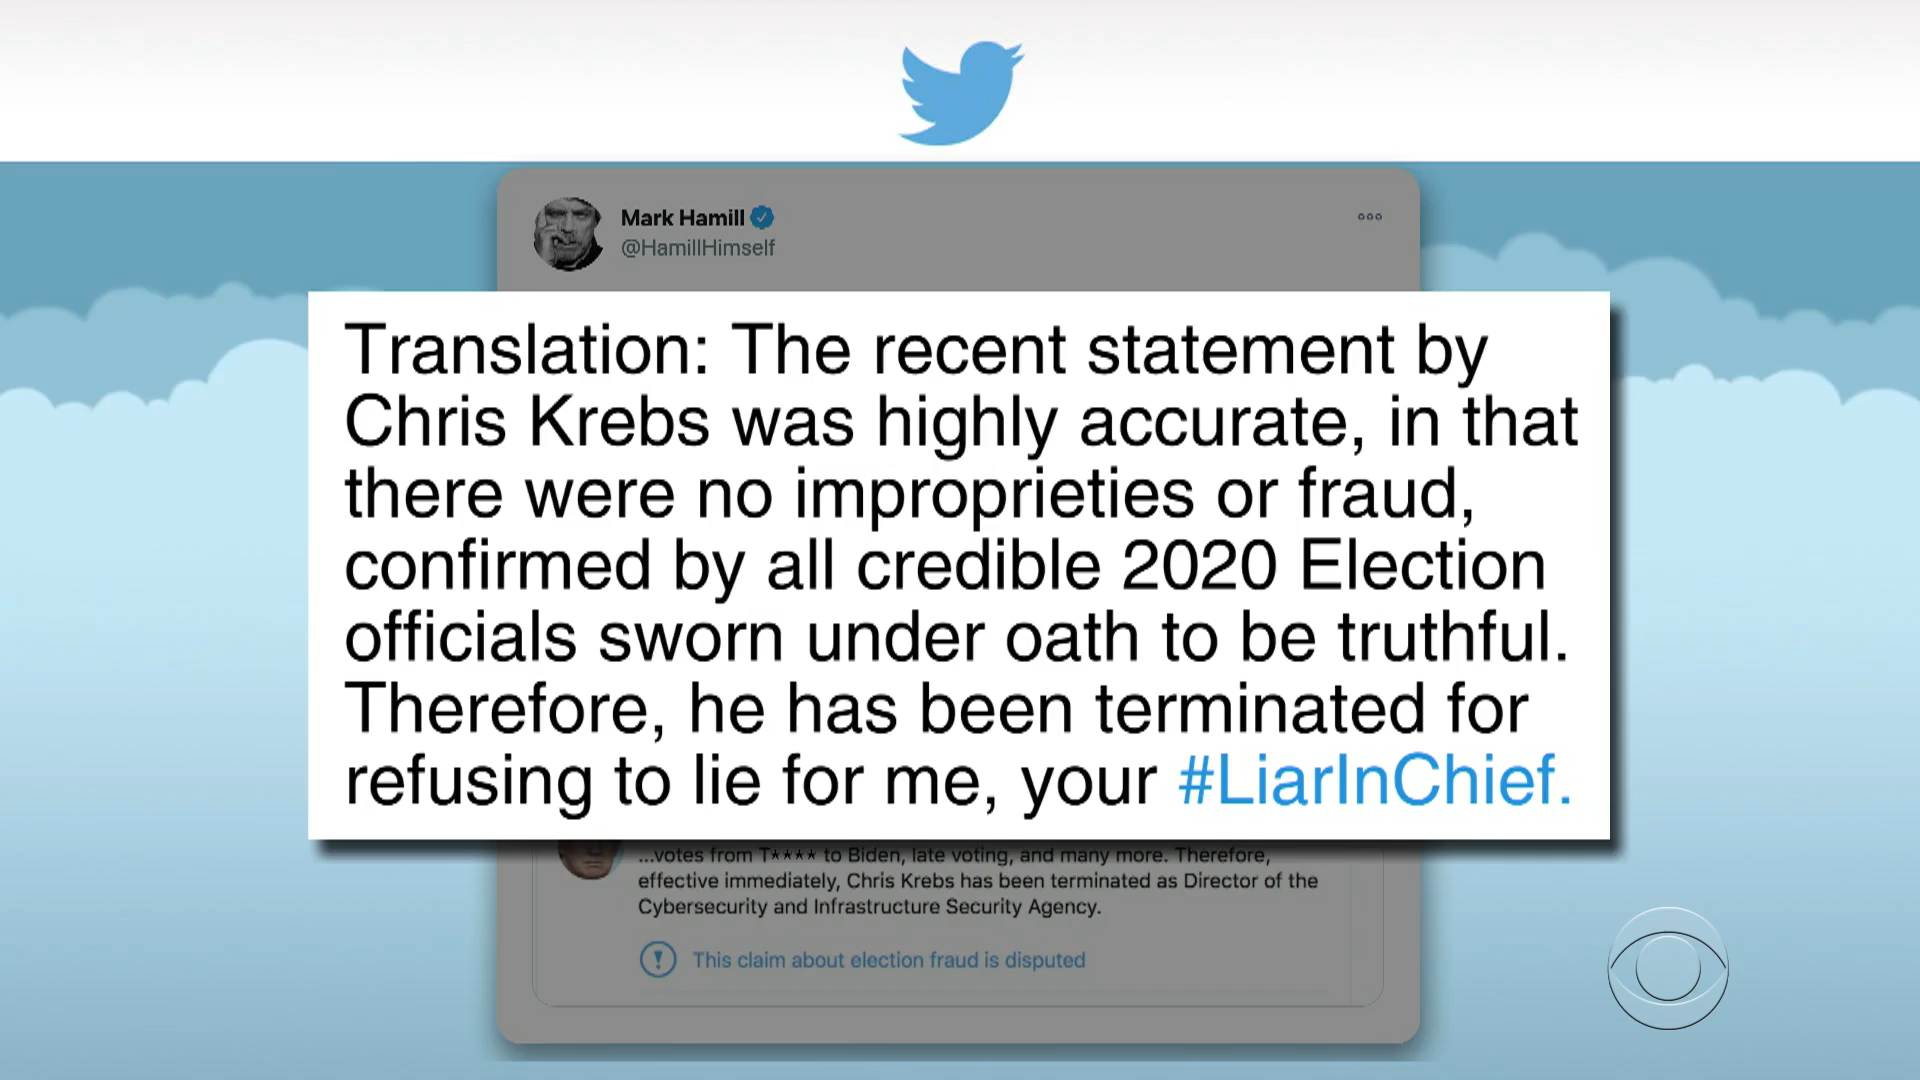 Mark Hamill
@HamillHimself
Translation: The recent statement by
Chris Krebs was highly accurate, in that
there were no improprieties or fraud,
confirmed by all credible 2020 Election
officials sworn under oath to be truthful.
Therefore, he has been terminated for
refusing to lie for me, your #LiarInChief.
...votes from T**** to Biden, late voting, and many more. Therefore,
effective immediately, Chris Krebs has been terminated as Director of the
Cybersecurity and Infrastructure Security Agency.
This claim about election fraud is disputed